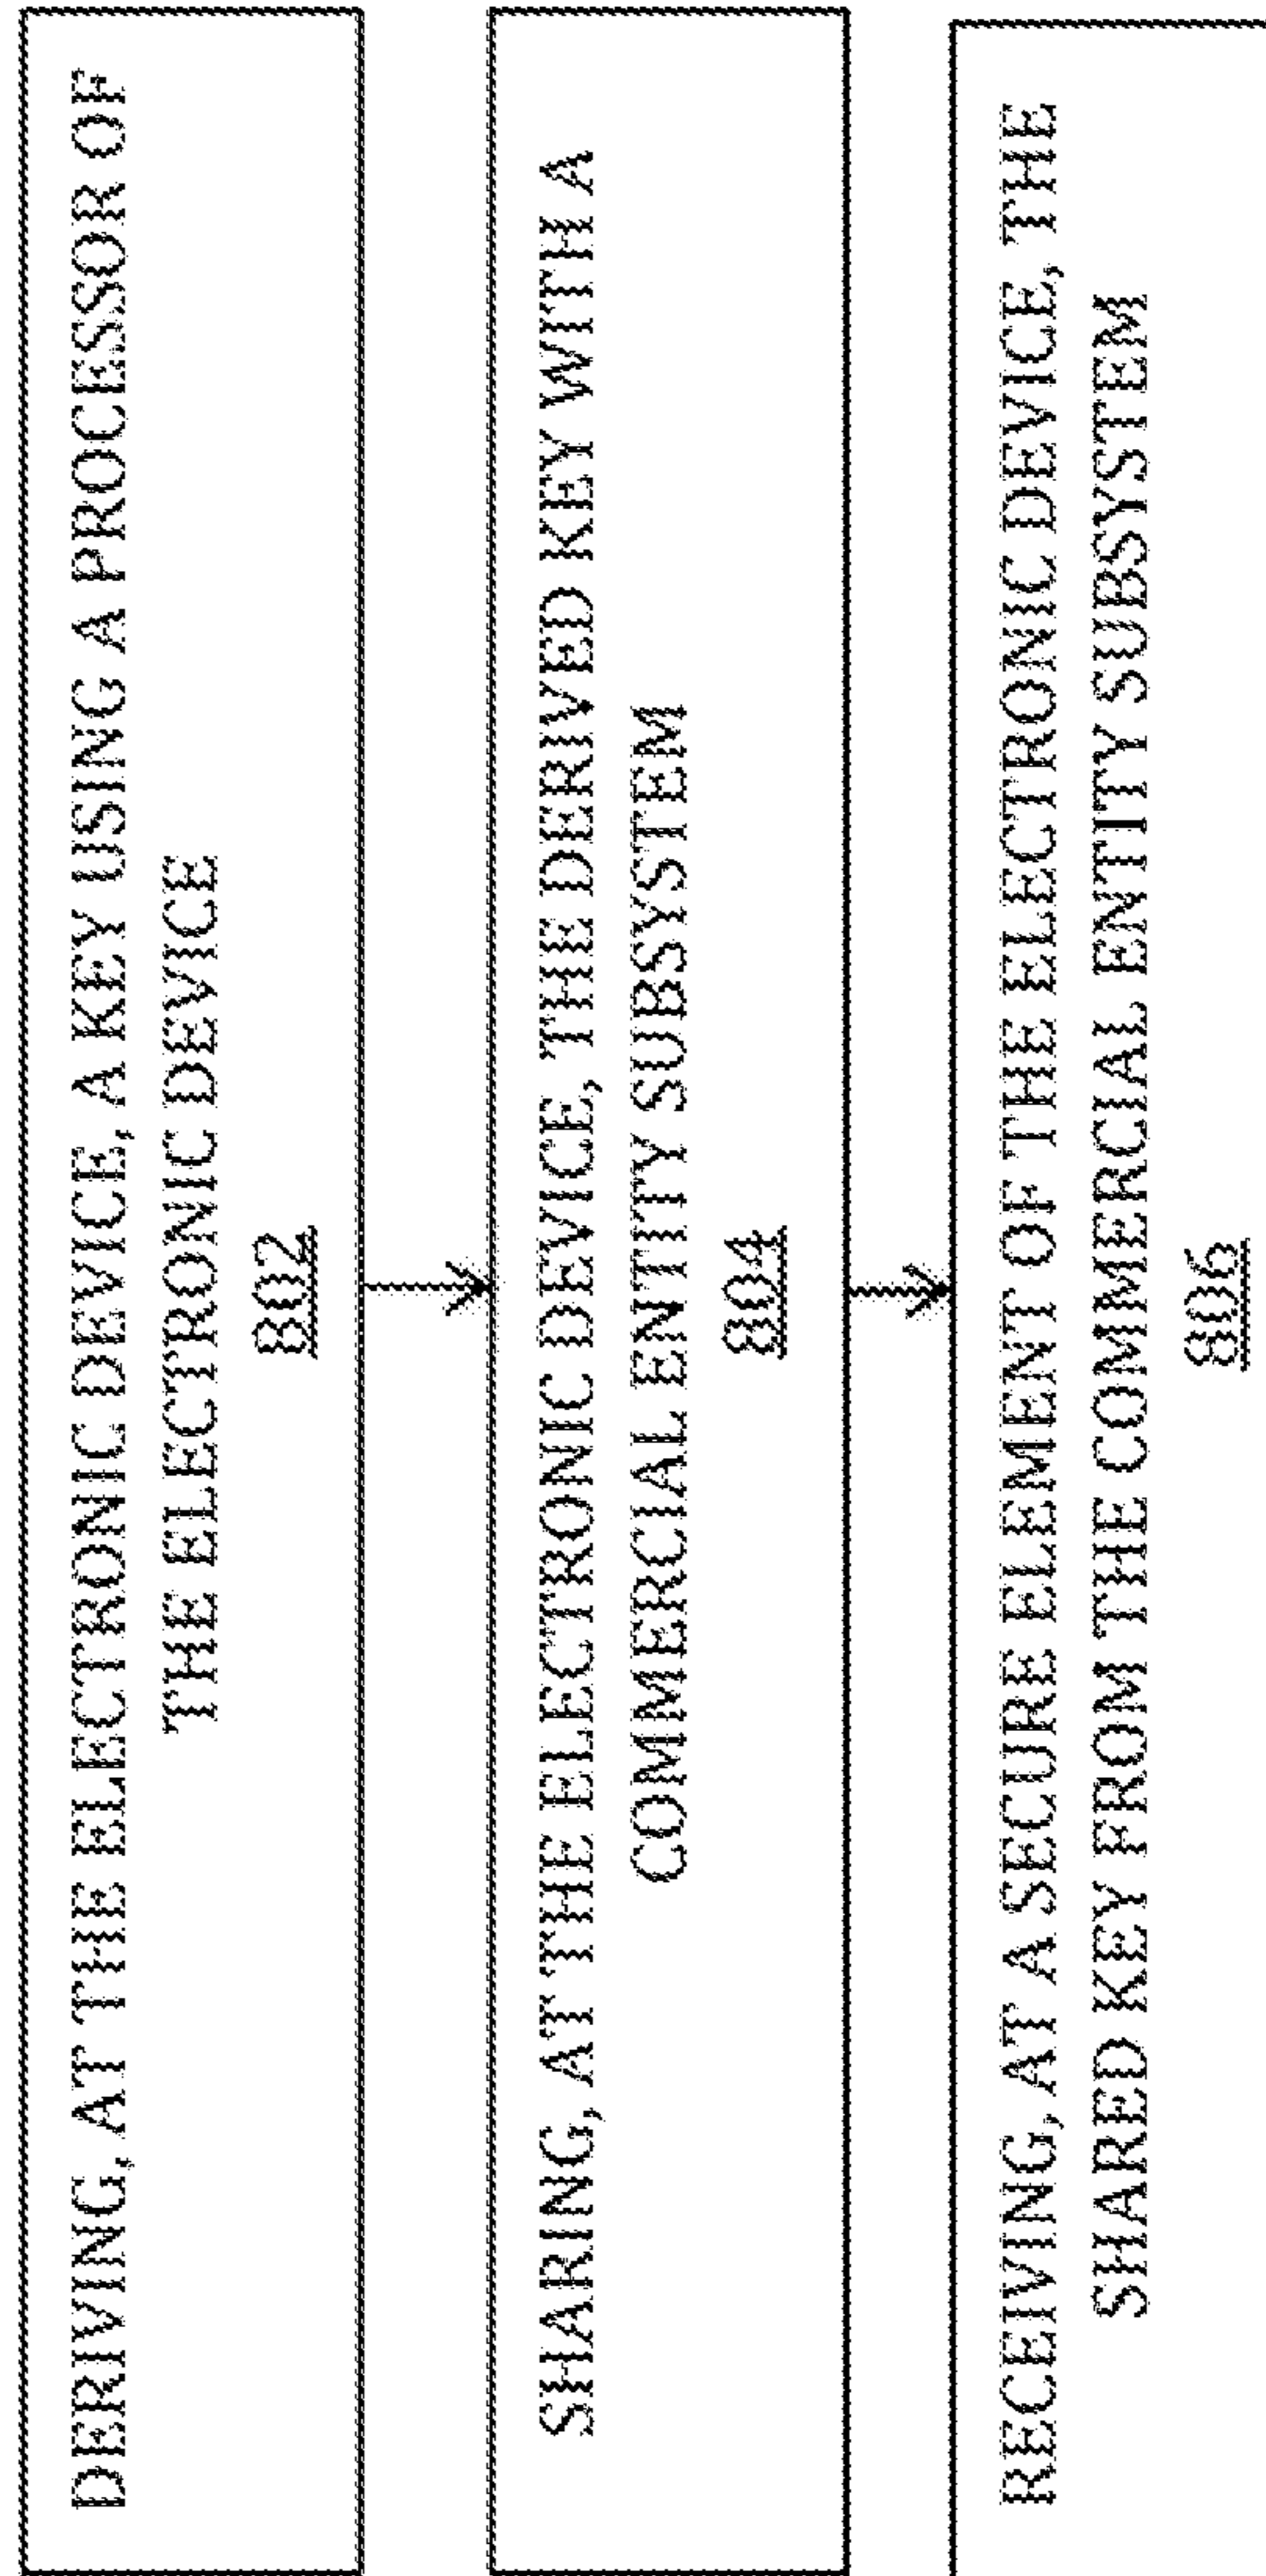 DERIVING, AT THE ELECTRONIC DEVICE, A KEY USING A PROCESSOR OF
THE ELECTRONIC DEVICE
802
SHARING, AT THE ELECTRONIC DEVICE, THE DERIVED KEY WITH A
COMMERCIAL ENTITY SUBSYSTEM
804
RECEIVING, AT A SECURE ELEMENT OF THE ELECTRONIC DEVICE, THE
SHARED KEY FROM THE COMMERCIAL ENTITY SUBSYSTEM
806